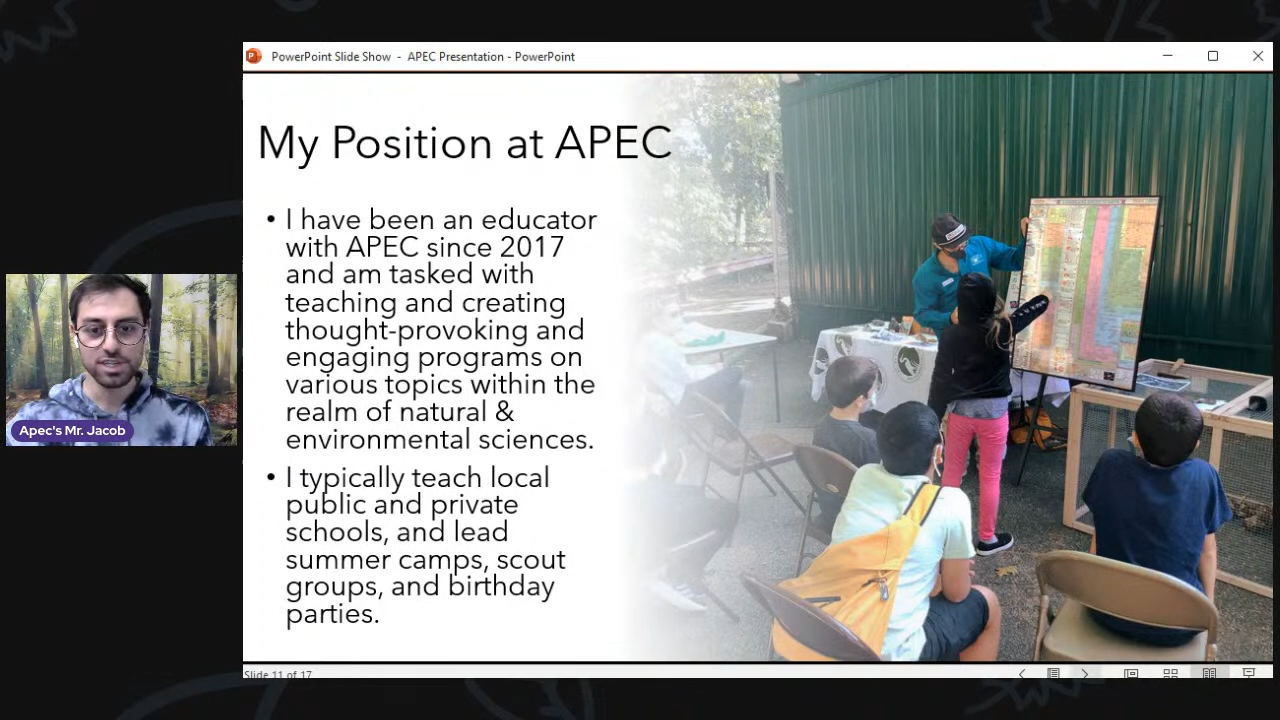 PowerPoint Slide Show - APEC Presentation - PowerPoint
My Position at APEC
• I have been an educator
with APEC since 2017
and am tasked with
teaching and creating
thought-provoking and
engaging programs on
various topics within the
realm of natural &
environmental sciences.
• I typically teach local
public and private
schools, and lead
summer camps, scout
groups, and birthday
parties.
Apec's Mr. Jacob
Slide 11 of 17